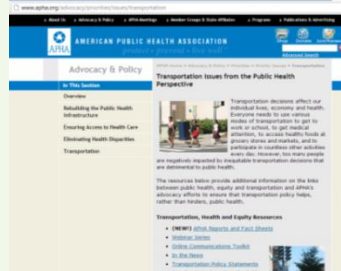 www.apha.org/advocacy/priorities/issues/transportation
About Us
Advocacy & Policy
APHA Meetings
Member Groups & State Affiliates
Programs
Publications & Advertising
APHA
AMERICAN PUBLIC HEALTH ASSOCIATION
protect • prevent • live well
Advanced Search
Advocacy & Policy
In This Section
Overview
Rebuilding the Public Health
Infrastructure
Ensuring Access to Health Care
Eliminating Health Disparities
Transportation
Transportation Issues from the Public Health
Perspective
Transportation decisions affect our
individual lives, economy and health.
Everyone needs to use various
modes of transportation to get to
work or school, to get medical
attention, to access healthy foods at
grocery stores and markets, and to
participate in countless other activities
every day. However, too many people
are negatively impacted by inequitable transportation decisions that
are detrimental to public health.
The resources below provide additional information on the links
between public health, equity and transportation and APHA's
advocacy efforts to ensure that transportation policy helps,
rather than hinders, public health.
Transportation, Health and Equity Resources
• (NEW!) APHA Reports and Fact Sheets
• Webinar Series
• Online Communications Toolkit
• In the News
• Transportation Policy Statements